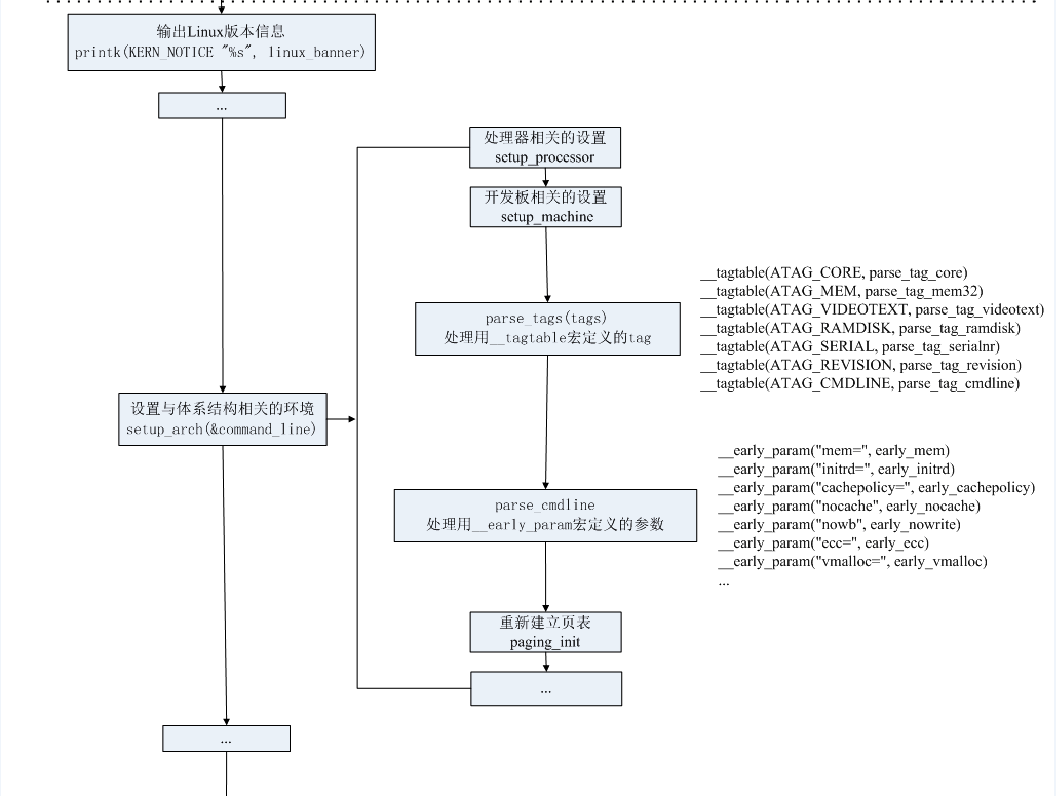 输出Linux版本信息
printk(KERN_NOTICE "%s", linux_banner)
...
处理器相关的设置
setup_processor
开发板相关的设置
setup_machine
parse_tags(tags)
处理用__tagtable宏定义的tag
__tagtable(ATAG_CORE, parse_tag_core)
__tagtable(ATAG_MEM, parse_tag_mem32)
__tagtable(ATAG_VIDEOTEXT, parse_tag_videotext)
__tagtable(ATAG_RAMDISK, parse_tag_ramdisk)
__tagtable(ATAG_SERIAL, parse_tag_serialnr)
__tagtable(ATAG_REVISION, parse_tag_revision)
__tagtable(ATAG_CMDLINE, parse_tag_cmdline)
设置与体系结构相关的环境
setup_arch(&command_line)
parse_cmdline
处理用__early_param宏定义的参数
__early_param("mem=", early_mem)
__early_param("initrd=", early_initrd)
__early_param("cachepolicy=", early_cachepolicy)
__early_param("nocache", early_nocache)
__early_param("nowb", early_nowrite)
__early_param("ecc=", early_ecc)
__early_param("vmalloc=", early_vmalloc)
...
重新建立页表
paging_init
...
...